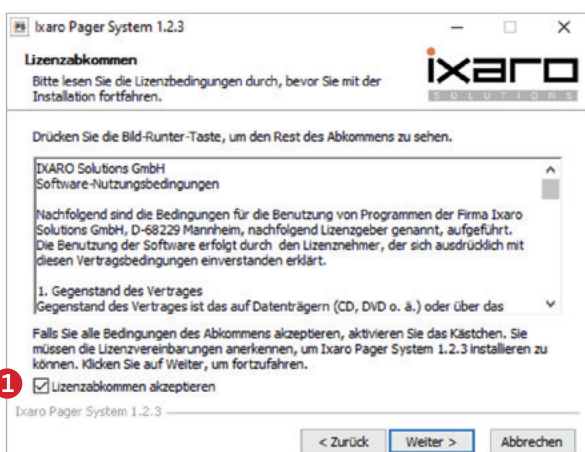 Ixaro Pager System 1.2.3
Lizenzabkommen
Bitte lesen Sie die Lizenzbedingungen durch, bevor Sie mit der
Installation fortfahren.
ixaro
SOLUTIONS
Drücken Sie die Bild-Runter-Taste, um den Rest des Abkommens zu sehen.
IXARO Solutions GmbH
Software-Nutzungsbedingungen
Nachfolgend sind die Bedingungen für die Benutzung von Programmen der Firma Ixaro
Solutions GmbH, D-68229 Mannheim, nachfolgend Lizenzgeber genannt, aufgeführt.
Die Benutzung der Software erfolgt durch den Lizenznehmer, der sich ausdrücklich mit
diesen Vertragsbedingungen einverstanden erklärt.
1. Gegenstand des Vertrages
Gegenstand des Vertrages ist das auf Datenträgern (CD, DVD o. ä.) oder über das
Falls Sie alle Bedingungen des Abkommens akzeptieren, aktivieren Sie das Kästchen. Sie
müssen die Lizenzvereinbarungen anerkennen, um Ixaro Pager System 1.2.3 installieren zu
können. Klicken Sie auf Weiter, um fortzufahren.
1 Lizenzabkommen akzeptieren
Ixaro Pager System 1.2.3
< Zurück Weiter > Abbrechen